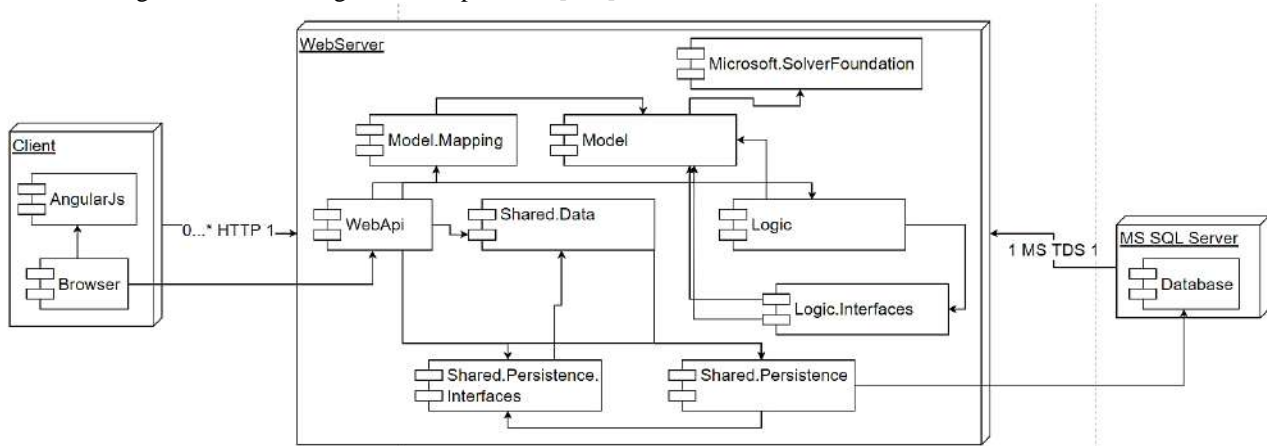 WebServer
Microsoft.SolverFoundation
Client
Model.Mapping
Model
AngularJs
WebApi
Shared.Data
Logic
0...* HTTP 1
MS SQL Server
1 MS TDS 1
Browser
Database
Logic.Interfaces
Shared.Persistence.
Interfaces
Shared.Persistence